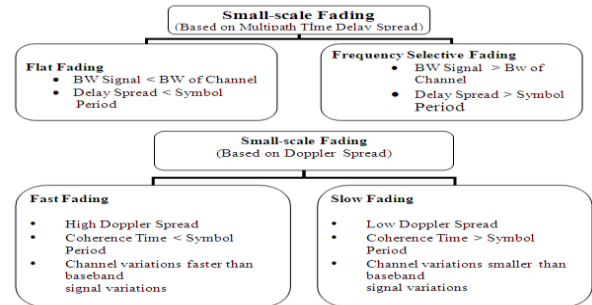 Small-scale Fading
(Based on Multipath Time Delay Spread)
Flat Fading
• BW Signal < BW of Channel
• Delay Spread < Symbol
Period
Frequency Selective Fading
• BW Signal > Bw of
Channel
• Delay Spread > Symbol
Period
Small-scale Fading
(Based on Doppler Spread)
Fast Fading
• High Doppler Spread
• Coherence Time < Symbol
Period
• Channel variations faster than
baseband
signal variations
Slow Fading
• Low Doppler Spread
• Coherence Time > Symbol
Period
• Channel variations smaller than
baseband
signal variations